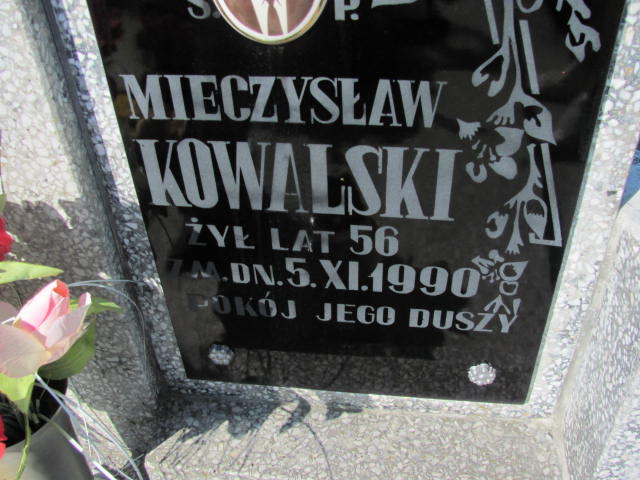 Ś. P.
MIECZYSŁAW
KOWALSKI
ŻYŁ LAT 56
ZM. DN. 5. XI. 1990
POKÓJ JEGO DUSZY